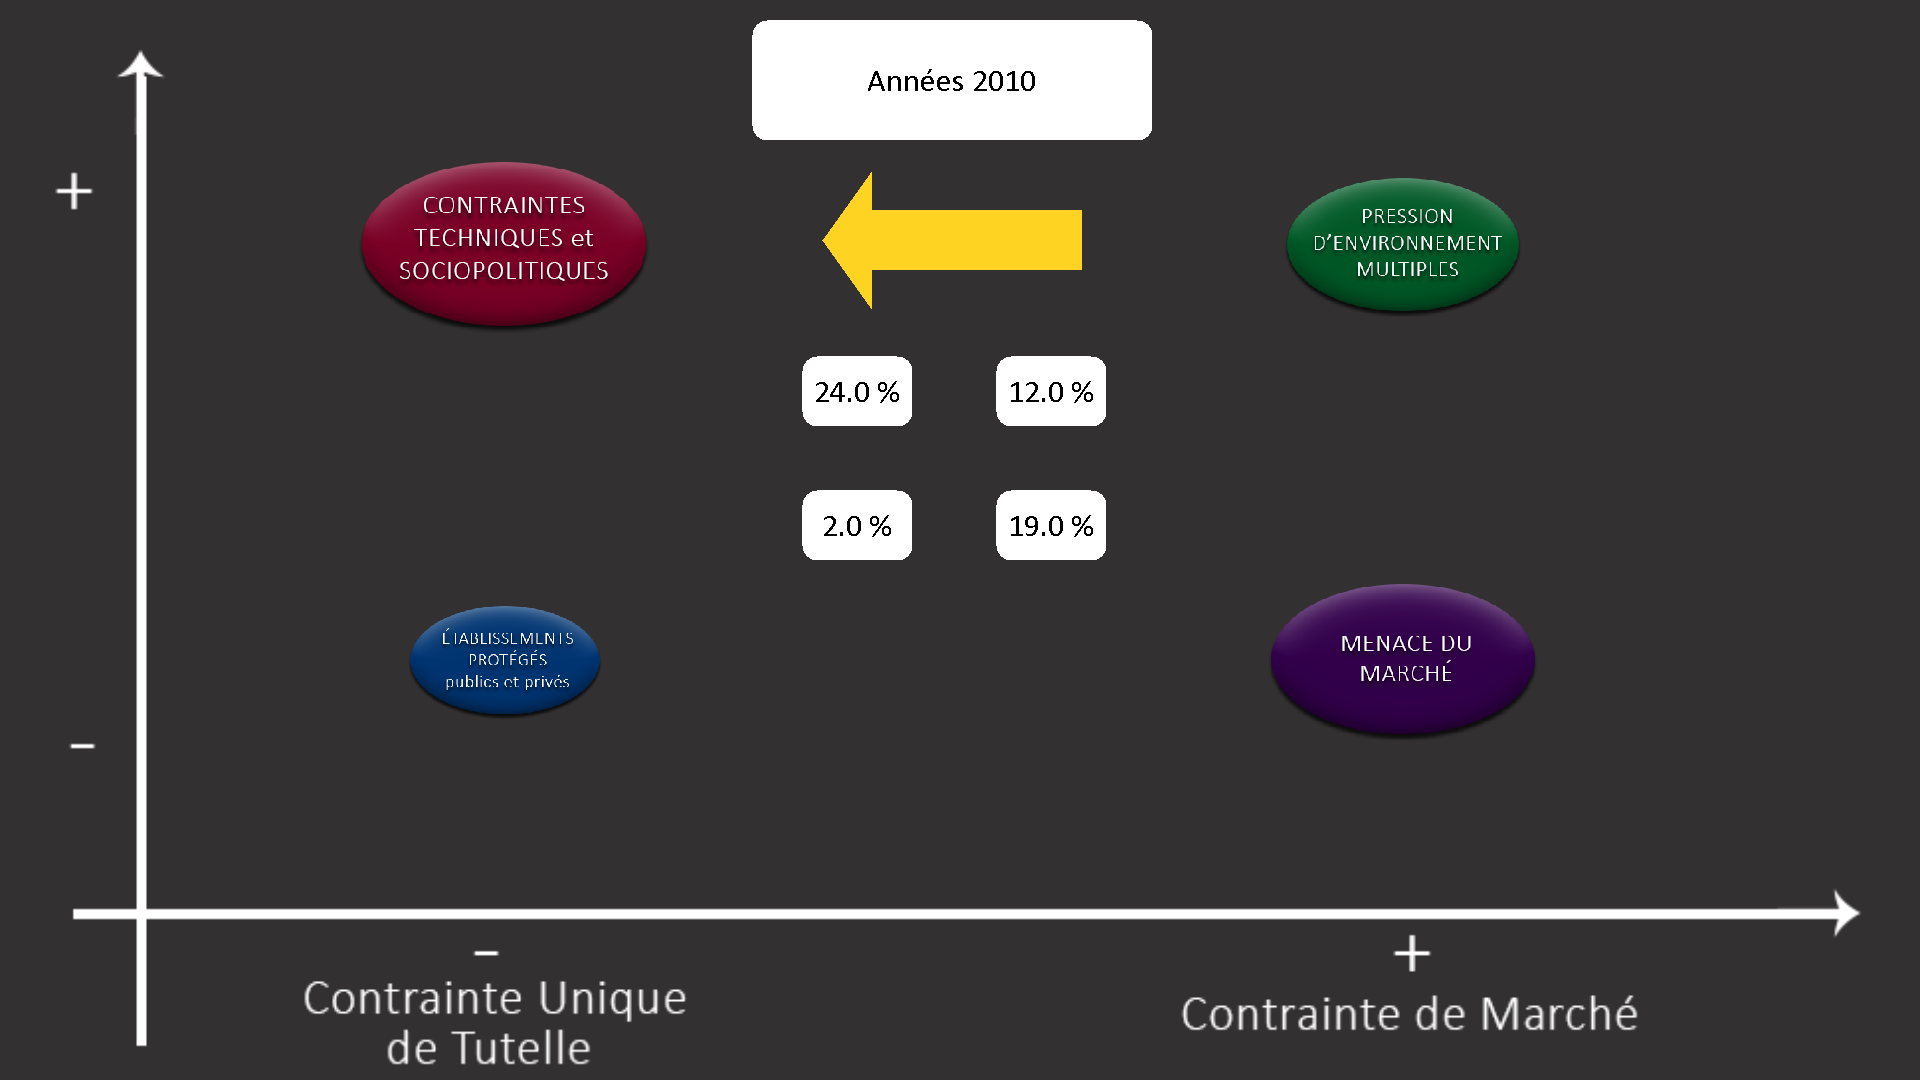 Années 2010
+
CONTRAINTES
TECHNIQUES et
SOCIOPOLITIQUES
PRESSION
D’ENVIRONNEMENT
MULTIPLES
24.0 %
12.0 %
2.0 %
19.0 %
ÉTABLISSEMENTS
PROTÉGÉS
publics et privés
MENACE DU
MARCHÉ
–
–
+
Contrainte Unique
de Tutelle
Contrainte de Marché